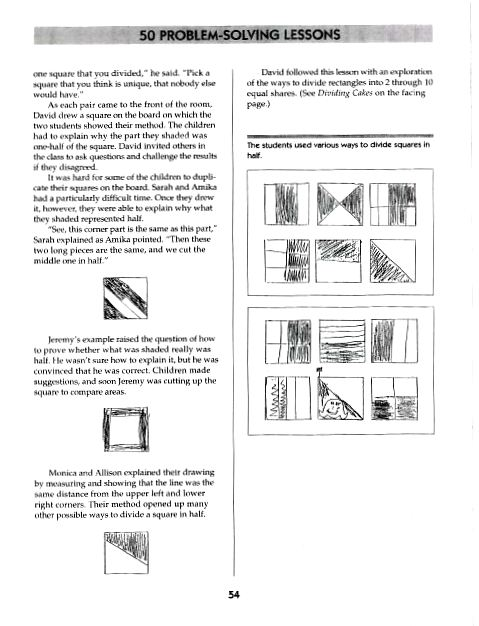 50 PROBLEM-SOLVING LESSONS
one square that you divided," he said. "Pick a
square that you think is unique, that nobody else
would have."
As each pair came to the front of the room,
David drew a square on the board on which the
two students showed their method. The children
had to explain why the part they shaded was
one-half of the square. David invited others in
the class to ask questions and challenge the results
if they disagreed.
It was hard for some of the children to dupli-
cate their squares on the board. Sarah and Amika
had a particularly difficult time. Once they drew
it, however, they were able to explain why what
they shaded represented half.
"See, this corner part is the same as this part,"
Sarah explained as Amika pointed. "Then these
two long pieces are the same, and we cut the
middle one in half."
Jeremy's example raised the question of how
to prove whether what was shaded really was
half. He wasn't sure how to explain it, but he was
convinced that he was correct. Children made
suggestions, and soon Jeremy was cutting up the
square to compare areas.
Monica and Allison explained their drawing
by measuring and showing that the line was the
same distance from the upper left and lower
right corners. Their method opened up many
other possible ways to divide a square in half.
David followed this lesson with an exploration
of the ways to divide rectangles into 2 through 10
equal shares. (See Dividing Cakes on the facing
page.)
The students used various ways to divide squares in
half.
54